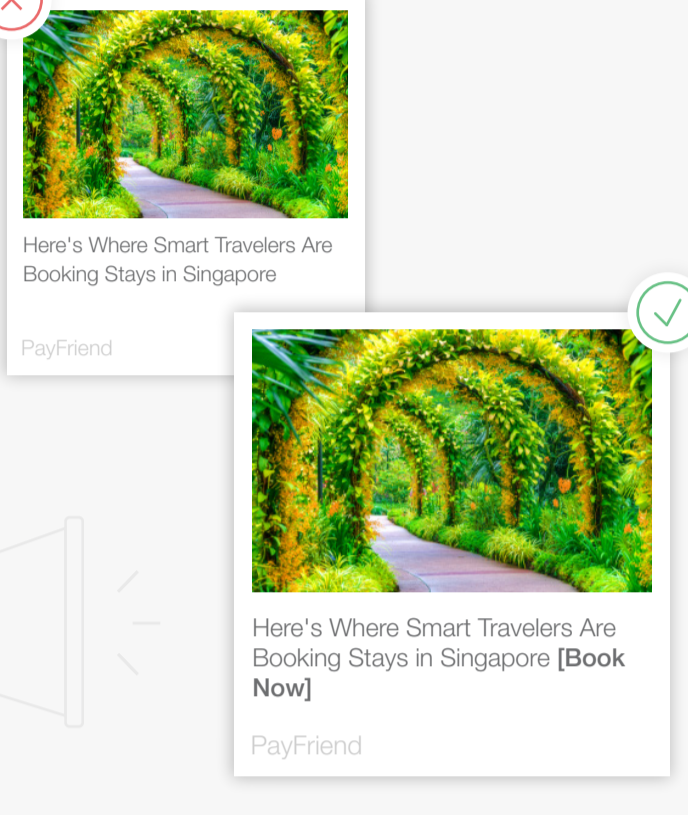 Here's Where Smart Travelers Are
Booking Stays in Singapore
PayFriend
Here's Where Smart Travelers Are
Booking Stays in Singapore [Book
Now]
PayFriend